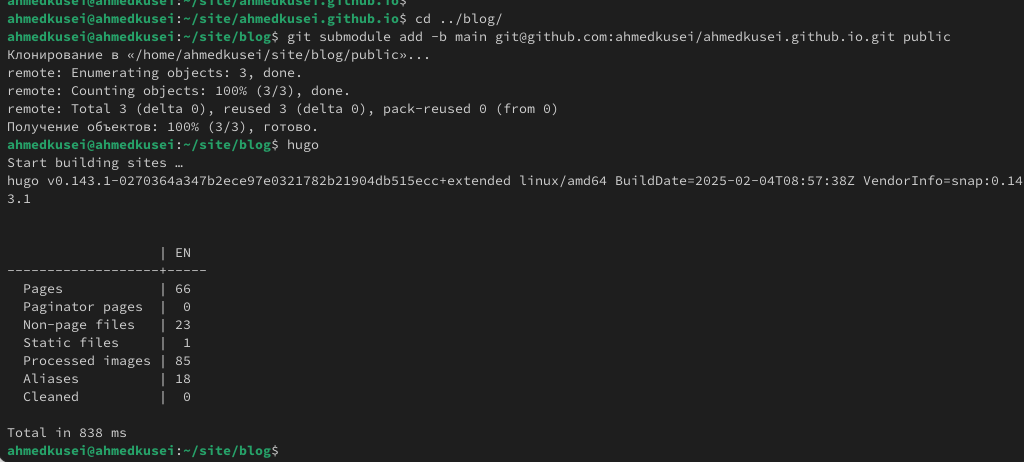 ahmedkusei@ahmedkusei:~/site/ahmedkusei.github.io$
ahmedkusei@ahmedkusei:~/site/ahmedkusei.github.io$ cd ../blog/
ahmedkusei@ahmedkusei:~/site/blog$ git submodule add -b main git@github.com:ahmedkusei/ahmedkusei.github.io.git public
Клонирование в «/home/ahmedkusei/site/blog/public»...
remote: Enumerating objects: 3, done.
remote: Counting objects: 100% (3/3), done.
remote: Total 3 (delta 0), reused 3 (delta 0), pack-reused 0 (from 0)
Получение объектов: 100% (3/3), готово.
ahmedkusei@ahmedkusei:~/site/blog$ hugo
Start building sites …
hugo v0.143.1-0270364a347b2ece97e0321782b21904db515ecc+extended linux/amd64 BuildDate=2025-02-04T08:57:38Z VendorInfo=snap:0.14
3.1
                   | EN
-------------------+-----
  Pages            | 66
  Paginator pages  |  0
  Non-page files   | 23
  Static files     |  1
  Processed images | 85
  Aliases          | 18
  Cleaned          |  0
Total in 838 ms
ahmedkusei@ahmedkusei:~/site/blog$